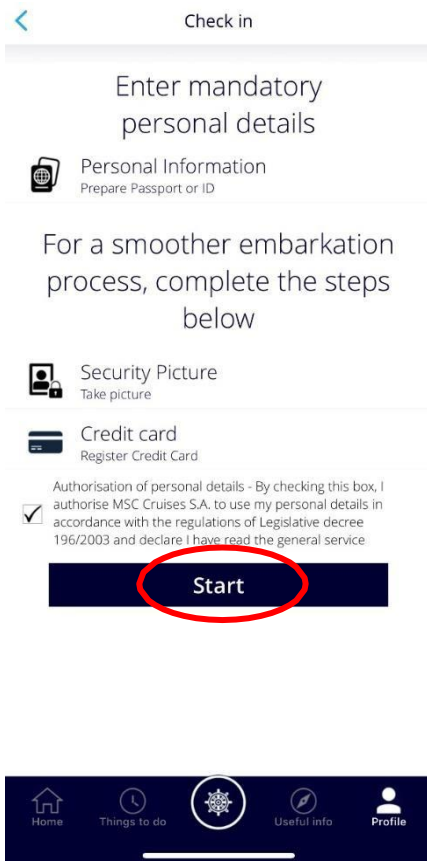 Check in
Enter mandatory
personal details
Personal Information
Prepare Passport or ID
For a smoother embarkation
process, complete the steps
below
Security Picture
Take picture
Credit card
Register Credit Card
Authorisation of personal details - By checking this box, I
authorise MSC Cruises S.A. to use my personal details in
accordance with the regulations of Legislative decree
196/2003 and declare I have read the general service
Start
Home
Things to do
Useful info
Profile